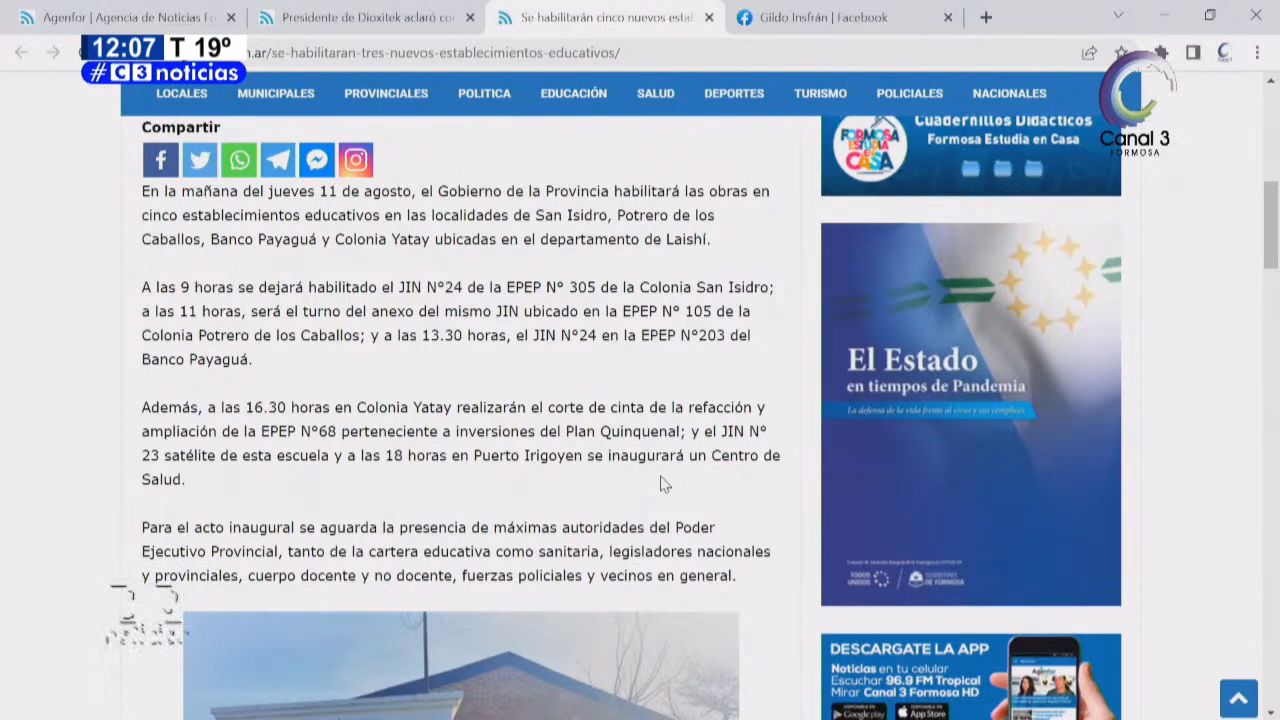 Agenfor | Agencia de Noticias
Presidente de Doxitek aclaró co
Se habilitarán cinco nuevos estal
Gildo Insfrán | Facebook
12:07 T 19º
.ar/se-habilitaran-tres-nuevos-establecimientos-educativos/
#C3noticias
LOCALES MUNICIPALES PROVINCIALES POLITICA EDUCACIÓN SALUD DEPORTES TURISMO POLICIALES NACIONALES
Canal 3
FORMOSA
Compartir
En la mañana del jueves 11 de agosto, el Gobierno de la Provincia habilitará las obras en
cinco establecimientos educativos en las localidades de San Isidro, Potrero de los
Caballos, Banco Payaguá y Colonia Yatay ubicadas en el departamento de Laishí.
A las 9 horas se dejará habilitado el JIN N°24 de la EPEP N° 305 de la Colonia San Isidro;
a las 11 horas, será el turno del anexo del mismo JIN ubicado en la EPEP Nº 105 de la
Colonia Potrero de los Caballos; y a las 13.30 horas, el JIN N°24 en la EPEP N°203 del
Banco Payaguá.
Además, a las 16.30 horas en Colonia Yatay realizarán el corte de cinta de la refacción y
ampliación de la EPEP N°68 perteneciente a inversiones del Plan Quinquenal; y el JIN N°
23 satélite de esta escuela y a las 18 horas en Puerto Irigoyen se inaugurará un Centro de
Salud.
Para el acto inaugural se aguarda la presencia de máximas autoridades del Poder
Ejecutivo Provincial, tanto de la cartera educativa como sanitaria, legisladores nacionales
y provinciales, cuerpo docente y no docente, fuerzas policiales y vecinos en general.
FORMOSA
ESTUDIA
EN
CASA
Cuadernillos Didácticos
Formosa Estudia en Casa
El Estado
en tiempos de Pandemia
La defensa de la vida frente al virus y sus cómplices
TODOS
UNIDOS
GOBIERNO
DE FORMOSA
DESCARGATE LA APP
Noticias en tu celular
Escuchar 96.9 FM Tropical
Mirar Canal 3 Formosa HD
Google play
App Store